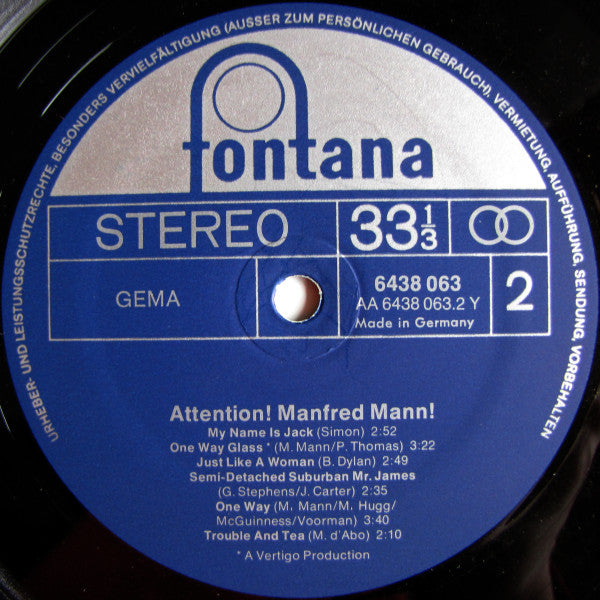 URHEBER- UND LEISTUNGSSCHUTZRECHTE, BESONDERS VERVIELFÄLTIGUNG (AUSSER ZUM PERSÖNLICHEN GEBRAUCH), VERMIETUNG, AUFFÜHRUNG, SENDUNG, VORBEHALTEN
fontana
STEREO 33⅓
GEMA
6438 063
AA 6438 063.2 Y
Made in Germany
2
Attention! Manfred Mann!
My Name Is Jack (Simon) 2:52
One Way Glass * (M. Mann/P. Thomas) 3:22
Just Like A Woman (B. Dylan) 2:49
Semi-Detached Suburban Mr. James
(G. Stephens/J. Carter) 2:35
One Way (M. Mann/M. Hugg/
McGuinness/Voorman) 3:40
Trouble And Tea (M. d'Abo) 2:10
* A Vertigo Production